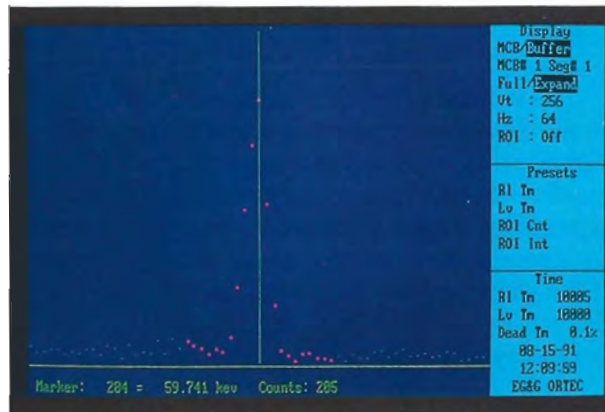 Display
MCB/Buffer
MCB# 1 Seg# 1
Full/Expand
Vt : 256
Hz : 64
ROI : Off
Presets
Rl Tm
Lv Tm
ROI Cnt
ROI Int
Time
Rl Tm 10005
Lv Tm 10000
Dead Tm 0.1%
08-15-91
12:09:59
EG&G ORTEC
Marker: 204 = 59.741 kev Counts: 205